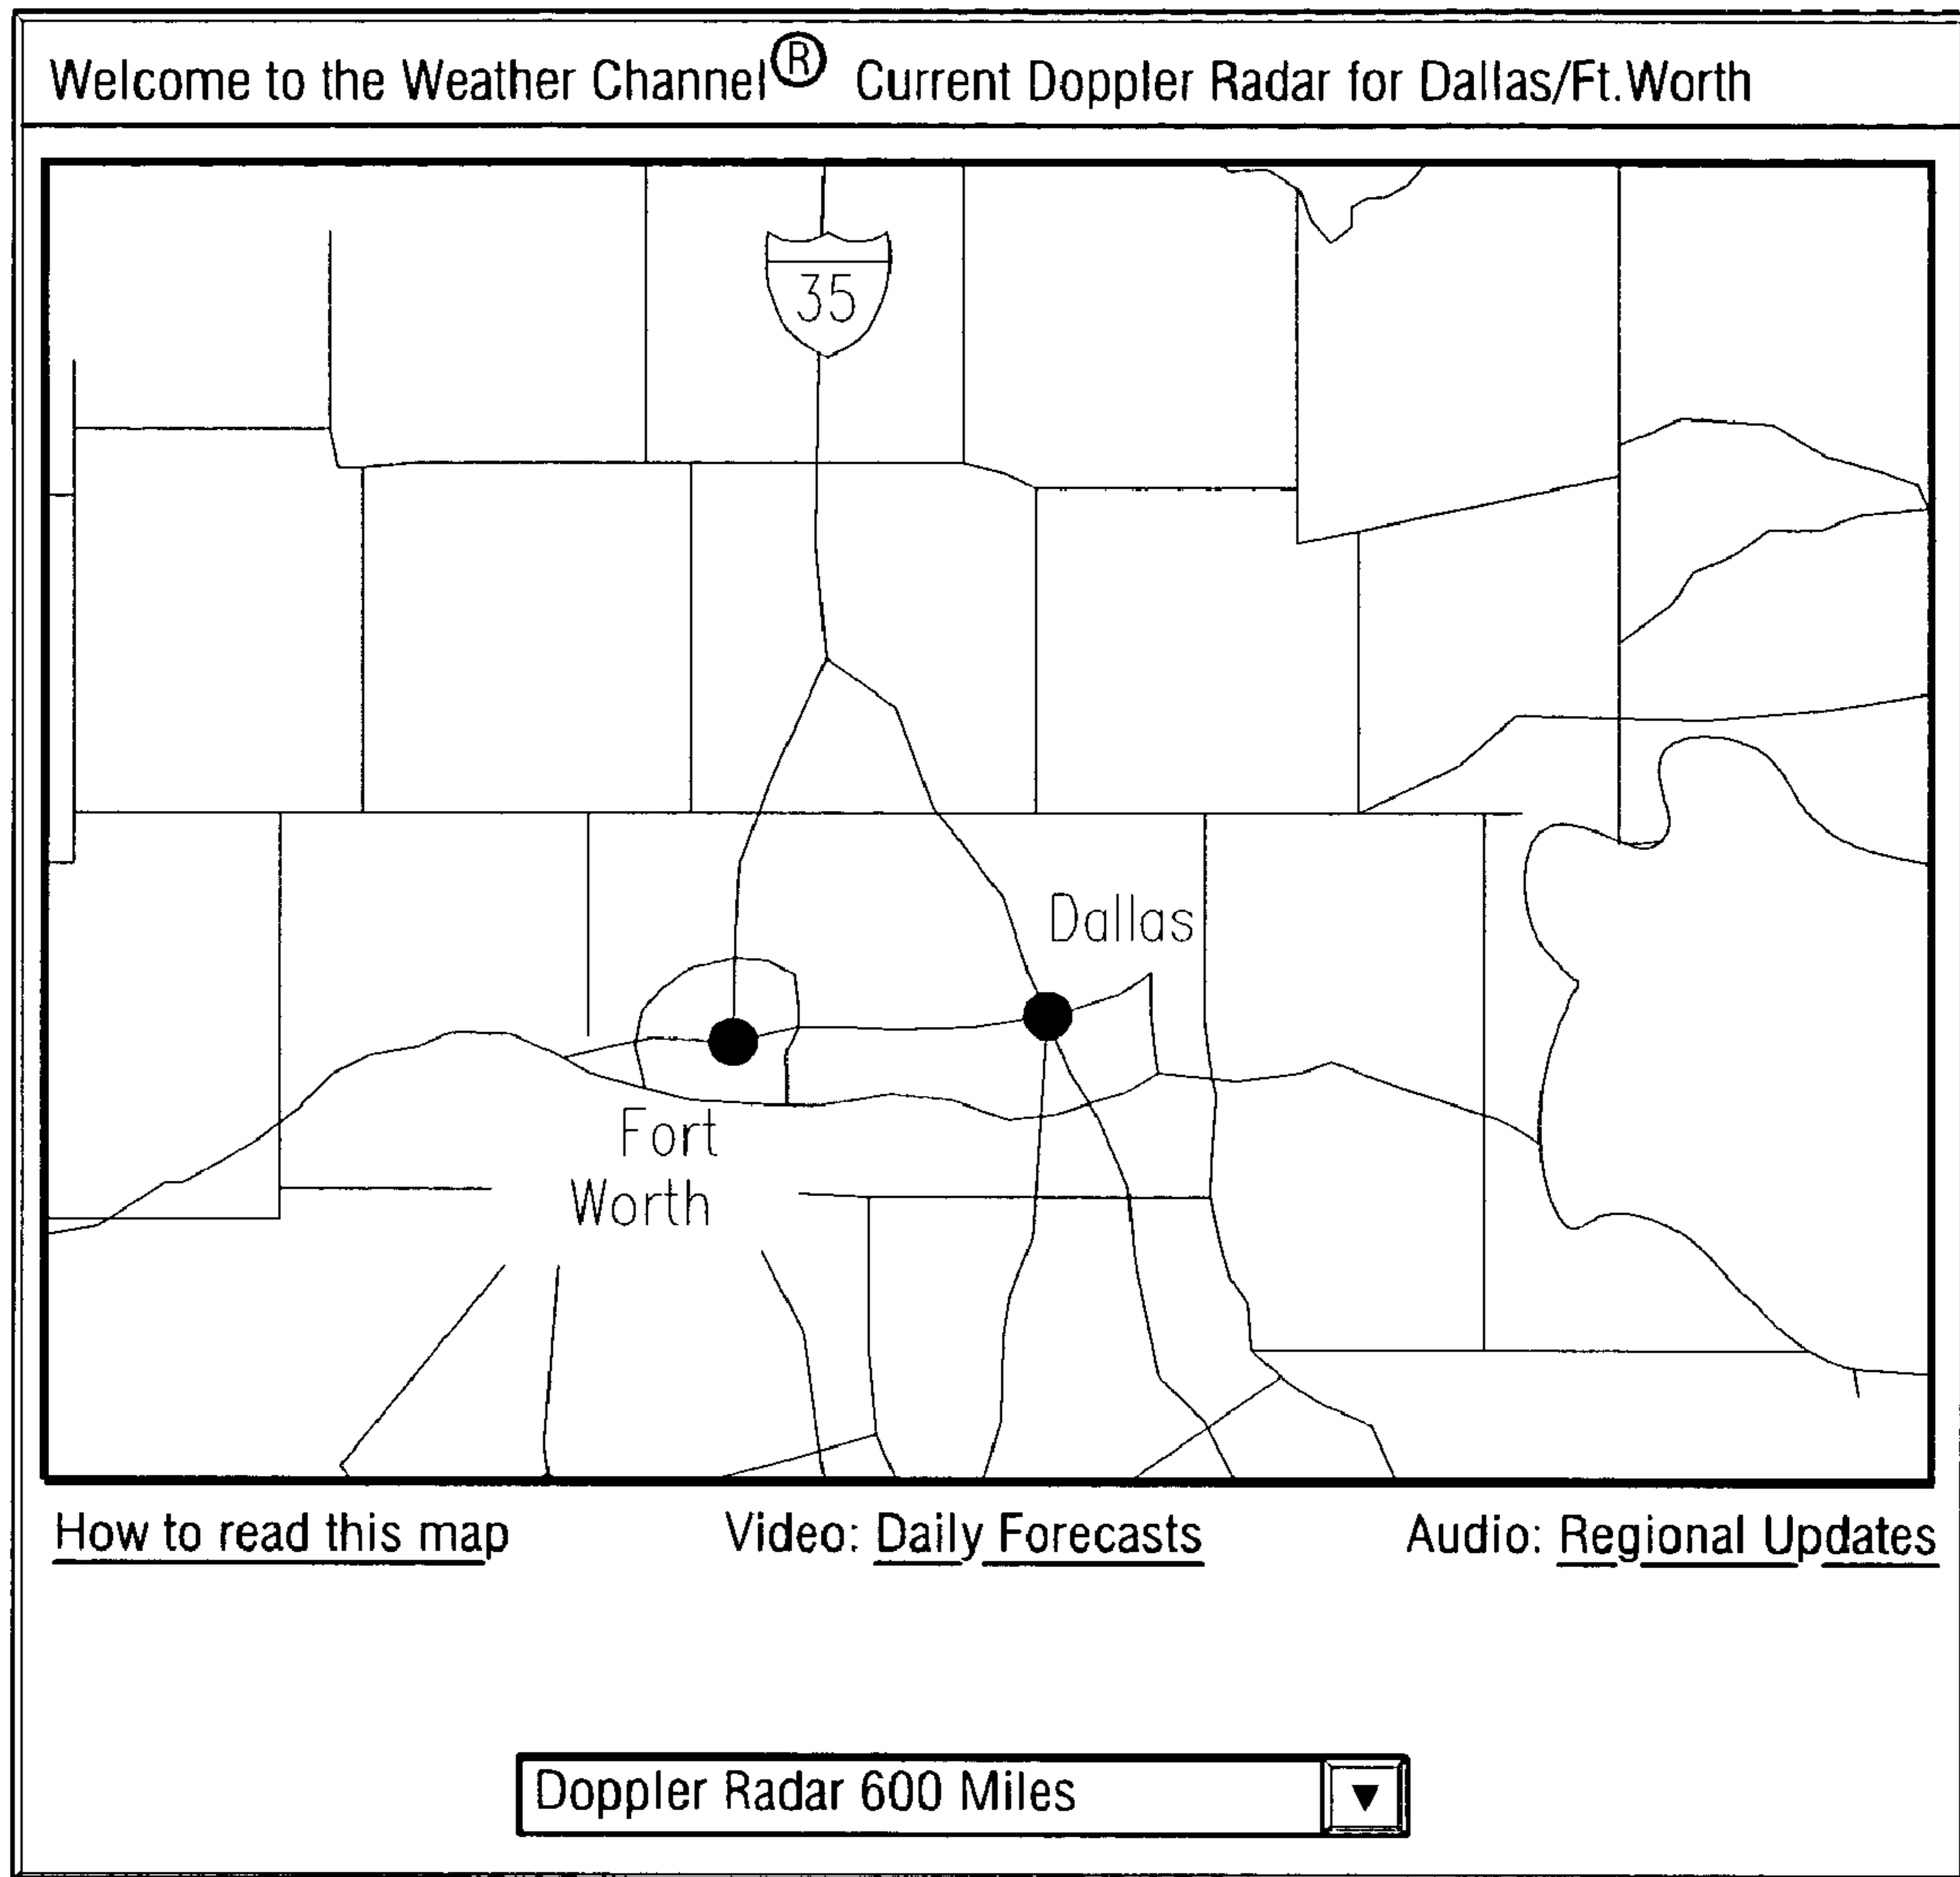 Welcome to the Weather Channel® Current Doppler Radar for Dallas/Ft.Worth
35
Dallas
Fort
Worth
How to read this map Video: Daily Forecasts Audio: Regional Updates
Doppler Radar 600 Miles